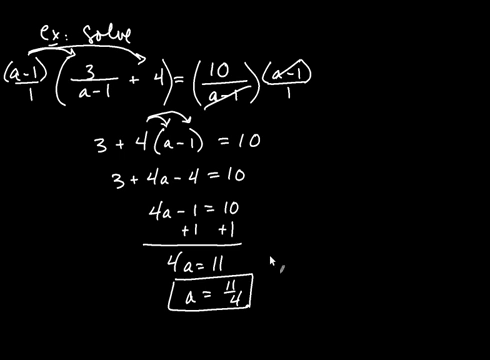 ex: Solve
(a-1)/1 ( 3/(a-1) + 4 ) = ( 10/(a-1) ) (a-1)/1
3 + 4(a-1) = 10
3 + 4a - 4 = 10
4a - 1 = 10
+1 +1
4a = 11
a = 11/4